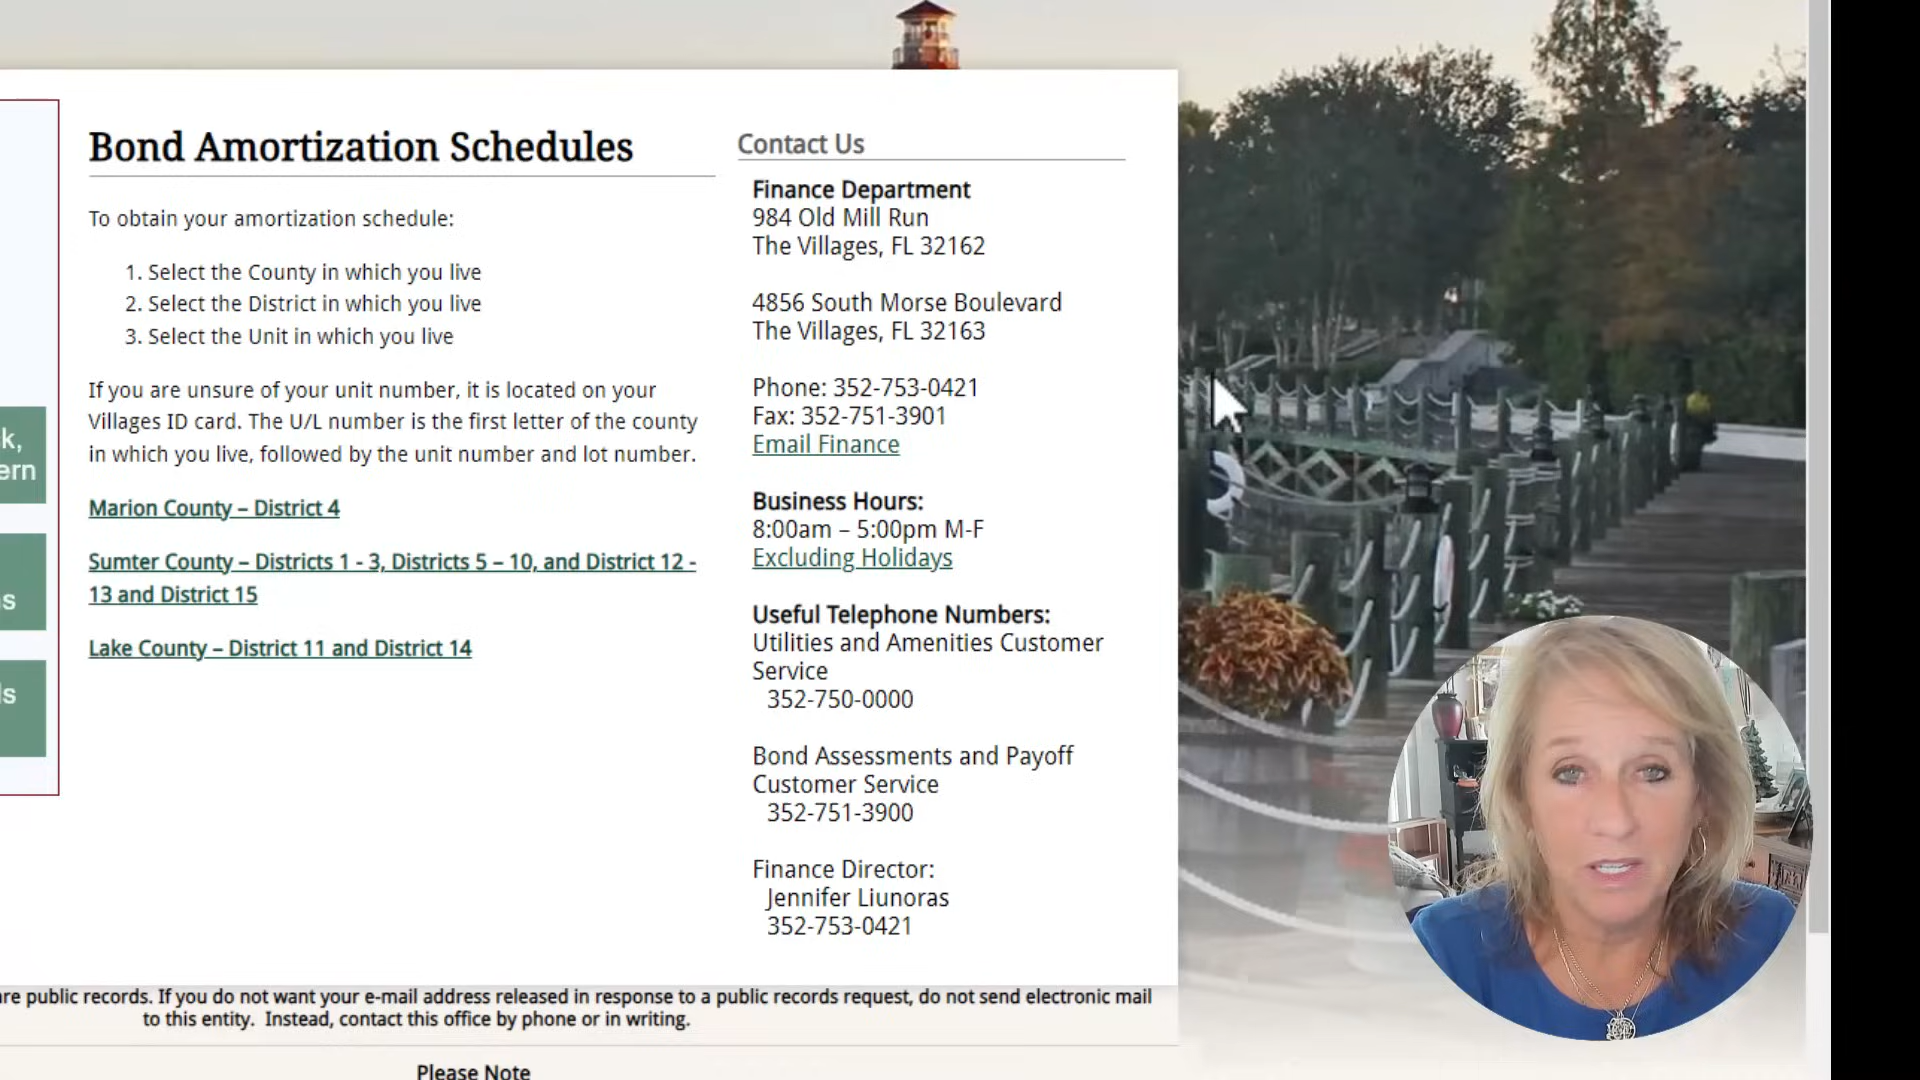 k,
ern
s
ls
Bond Amortization Schedules
To obtain your amortization schedule:
1. Select the County in which you live
2. Select the District in which you live
3. Select the Unit in which you live
If you are unsure of your unit number, it is located on your
Villages ID card. The U/L number is the first letter of the county
in which you live, followed by the unit number and lot number.
Marion County – District 4
Sumter County – Districts 1 - 3, Districts 5 – 10, and District 12 -
13 and District 15
Lake County – District 11 and District 14
Contact Us
Finance Department
984 Old Mill Run
The Villages, FL 32162
4856 South Morse Boulevard
The Villages, FL 32163
Phone: 352-753-0421
Fax: 352-751-3901
Email Finance
Business Hours:
8:00am – 5:00pm M-F
Excluding Holidays
Useful Telephone Numbers:
Utilities and Amenities Customer
Service
352-750-0000
Bond Assessments and Payoff
Customer Service
352-751-3900
Finance Director:
Jennifer Liunoras
352-753-0421
re public records. If you do not want your e-mail address released in response to a public records request, do not send electronic mail
to this entity. Instead, contact this office by phone or in writing.
Please Note